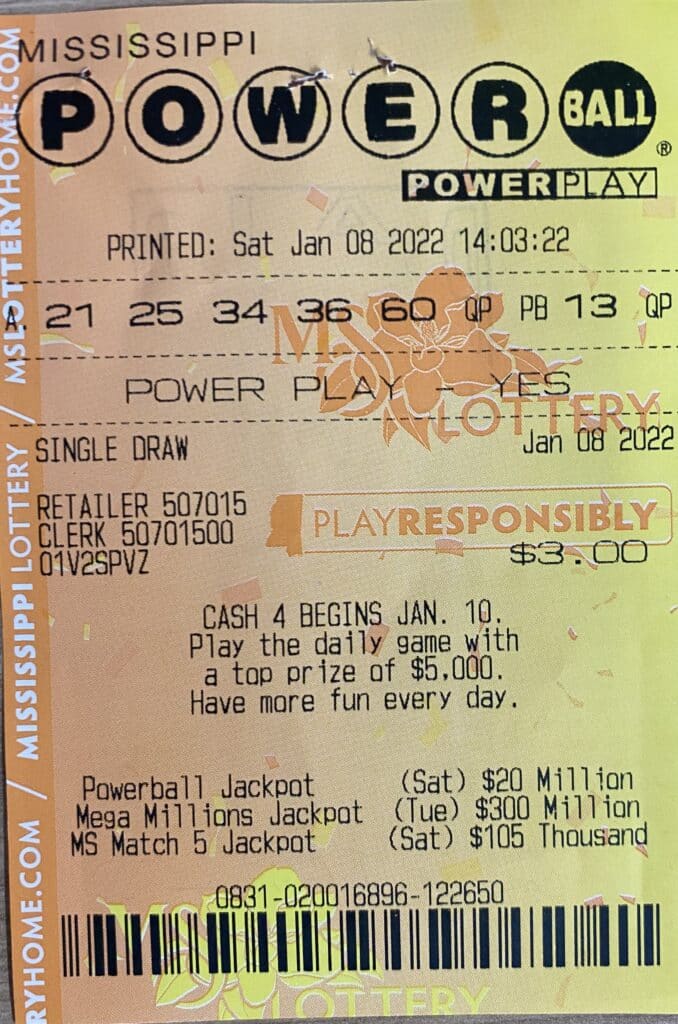 MISSISSIPPI
POWER BALL®
POWERPLAY
PRINTED: Sat Jan 08 2022 14:03:22
A. 21 25 34 36 60 QP PB 13 QP
POWER PLAY - YES
MS LOTTERY
SINGLE DRAW Jan 08 2022
RETAILER 507015
CLERK 50701500
01V2SPVZ
PLAYRESPONSIBLY
$3.00
CASH 4 BEGINS JAN. 10.
Play the daily game with
a top prize of $5,000.
Have more fun every day.
Powerball Jackpot (Sat) $20 Million
Mega Millions Jackpot (Tue) $300 Million
MS Match 5 Jackpot (Sat) $105 Thousand
0831-020016896-122650
MS LOTTERY
RYHOME.COM / MISSISSIPPI LOTTERY / MSLOTTERYHOME.COM